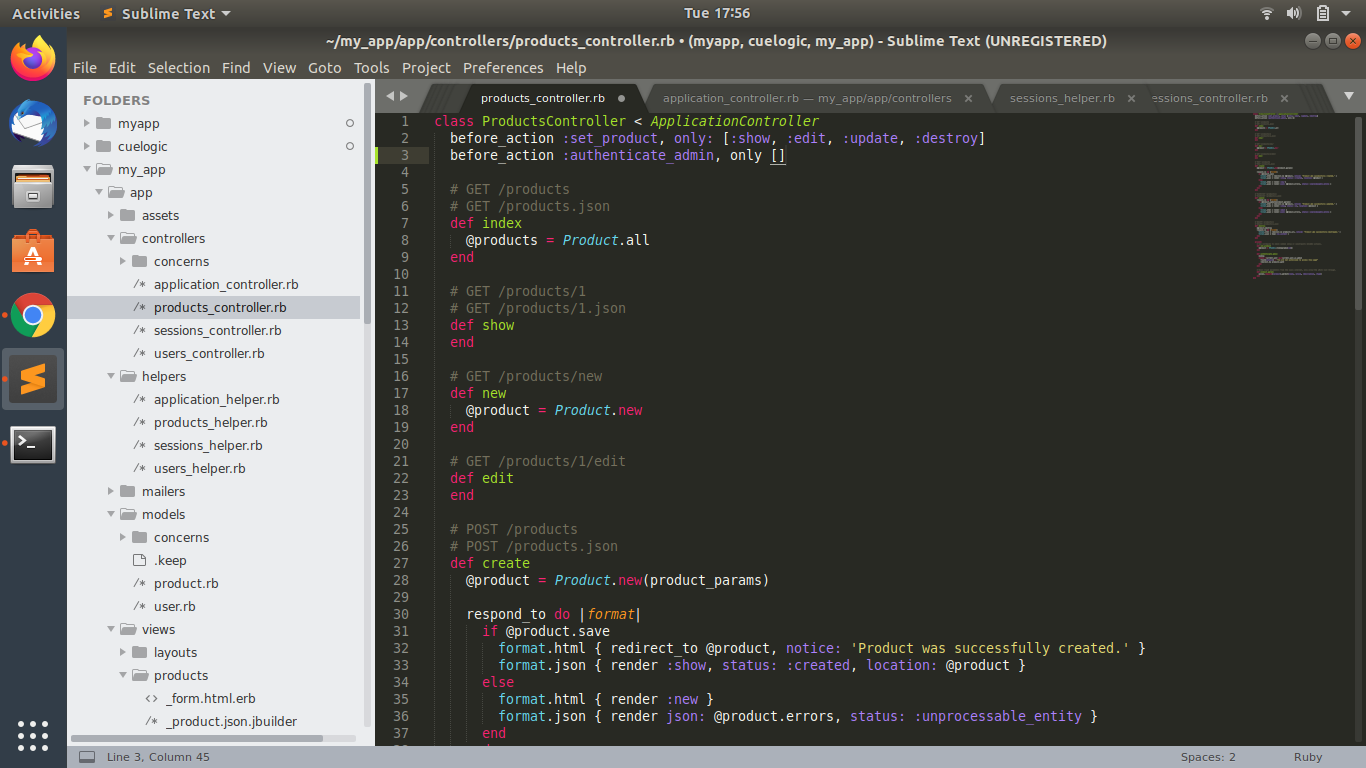 Activities
Sublime Text
Tue 17:56
~/my_app/app/controllers/products_controller.rb • (myapp, cuelogic, my_app) - Sublime Text (UNREGISTERED)
File Edit Selection Find View Goto Tools Project Preferences Help
FOLDERS
myapp
cuelogic
my_app
app
assets
controllers
concerns
/* application_controller.rb
/* products_controller.rb
/* sessions_controller.rb
/* users_controller.rb
helpers
/* application_helper.rb
/* products_helper.rb
/* sessions_helper.rb
/* users_helper.rb
mailers
models
concerns
.keep
/* product.rb
/* user.rb
views
layouts
products
<> _form.html.erb
/* _product.json.jbuilder
products_controller.rb
application_controller.rb — my_app/app/controllers
sessions_helper.rb
essions_controller.rb
1 class ProductsController < ApplicationController
2   before_action :set_product, only: [:show, :edit, :update, :destroy]
3   before_action :authenticate_admin, only []
4
5   # GET /products
6   # GET /products.json
7   def index
8     @products = Product.all
9   end
10
11   # GET /products/1
12   # GET /products/1.json
13   def show
14   end
15
16   # GET /products/new
17   def new
18     @product = Product.new
19   end
20
21   # GET /products/1/edit
22   def edit
23   end
24
25   # POST /products
26   # POST /products.json
27   def create
28     @product = Product.new(product_params)
29
30     respond_to do |format|
31       if @product.save
32         format.html { redirect_to @product, notice: 'Product was successfully created.' }
33         format.json { render :show, status: :created, location: @product }
34       else
35         format.html { render :new }
36         format.json { render json: @product.errors, status: :unprocessable_entity }
37       end
Line 3, Column 45
Spaces: 2
Ruby